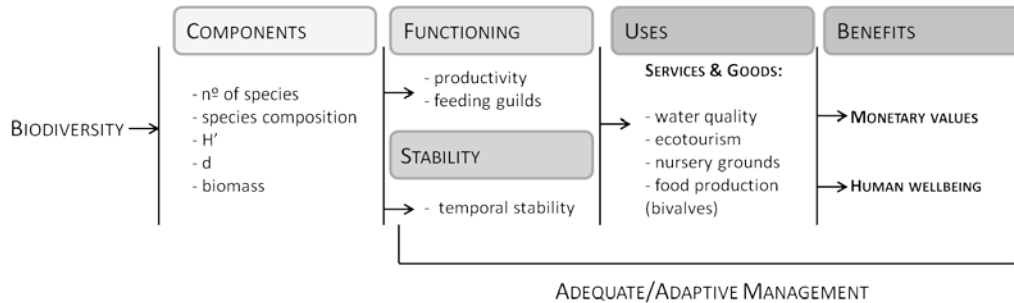 COMPONENTS
FUNCTIONING
USES
BENEFITS
BIODIVERSITY
- nº of species
- species composition
- H'
- d
- biomass
- productivity
- feeding guilds
STABILITY
- temporal stability
SERVICES & GOODS:
- water quality
- ecotourism
- nursery grounds
- food production
(bivalves)
MONETARY VALUES
HUMAN WELLBEING
ADEQUATE/ADAPTIVE MANAGEMENT